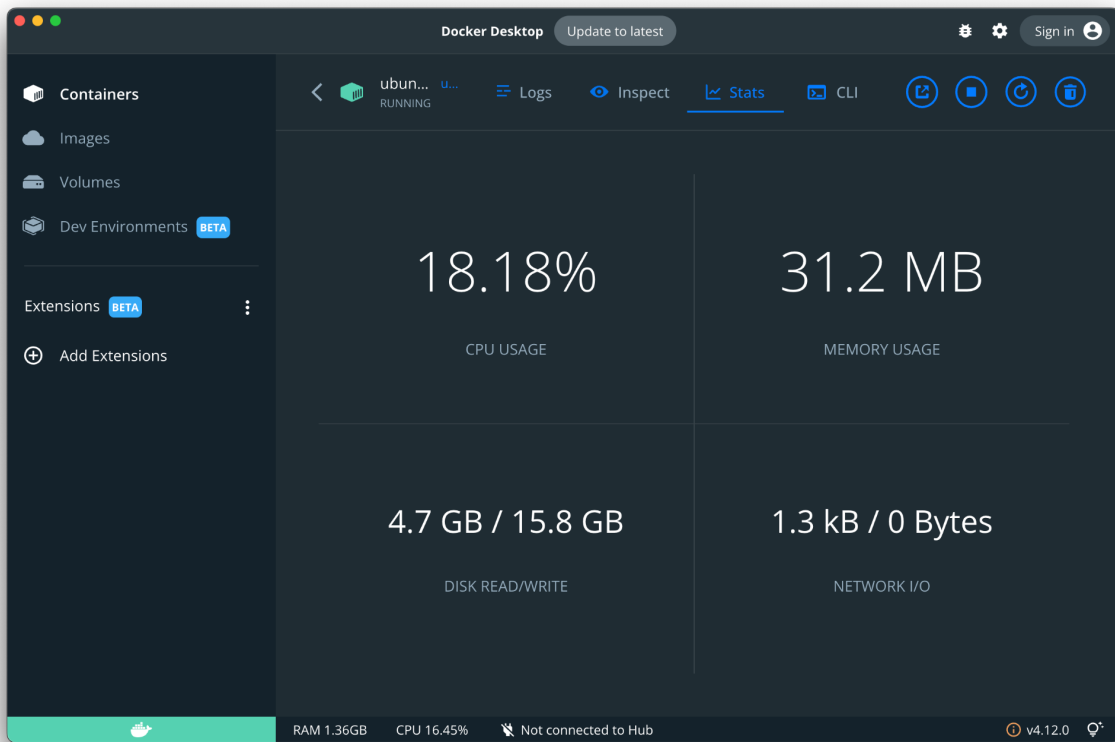 Docker Desktop Update to latest Sign in
Containers
Images
Volumes
Dev Environments BETA
Extensions BETA
Add Extensions
ubun... u...
RUNNING
Logs Inspect Stats CLI
18.18%
CPU USAGE
31.2 MB
MEMORY USAGE
4.7 GB / 15.8 GB
DISK READ/WRITE
1.3 kB / 0 Bytes
NETWORK I/O
RAM 1.36GB CPU 16.45% Not connected to Hub v4.12.0